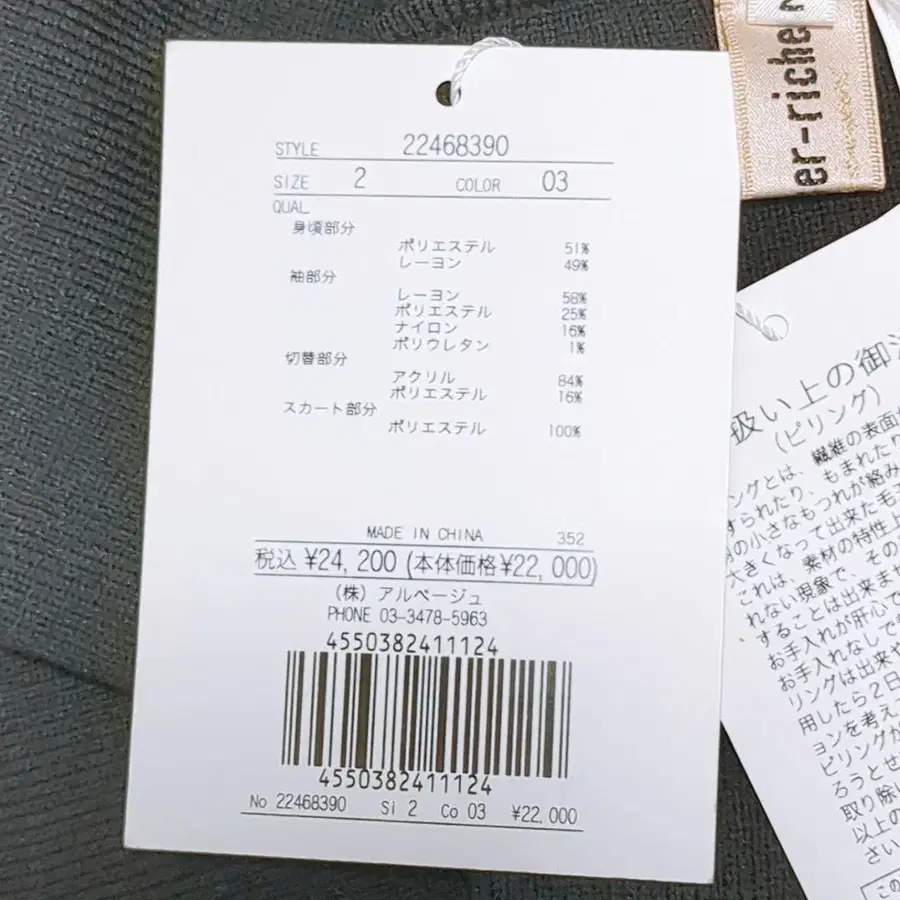 STYLE 22468390
SIZE 2 COLOR 03
QUAL
身頃部分
ポリエステル 51%
レーヨン 49%
袖部分
レーヨン 58%
ポリエステル 25%
ナイロン 16%
ポリウレタン 1%
切替部分
アクリル 84%
ポリエステル 16%
スカート部分
ポリエステル 100%
MADE IN CHINA 352
税込 ¥24,200 (本体価格¥22,000)
(株) アルページュ
PHONE 03-3478-5963
4550382411124
4550382411124
No 22468390 Si 2 Co 03 ¥22,000
er-riche
扱い上の御
(ピリング)
ングとは、繊維の表面が
すられたり、もまれたり
の小さなもつれが絡み
大きくなって出来た毛
これは、素材の特性上
れない現象で、その
することは出来ませ
お手入れが肝心で
お手入れなしで
リングは出来や
用したら2日
ヨンを考え
ピリングが
ろうとせ
取り除
以上の
さい
この